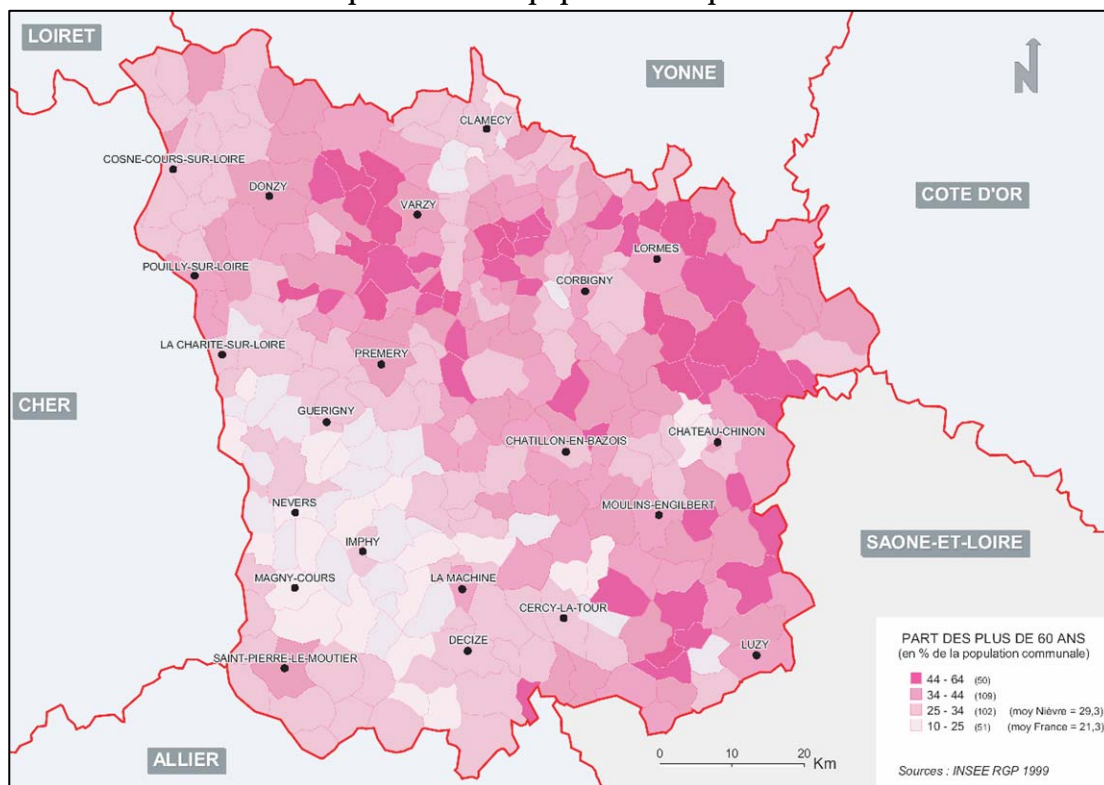 LOIRET
YONNE
N
CLAMECY
COSNE-COURS-SUR-LOIRE
DONZY
COTE D'OR
VARZY
LORMES
POUILLY-SUR-LOIRE
CORBIGNY
LA CHARITE-SUR-LOIRE
PREMERY
CHER
GUERIGNY
CHATEAU-CHINON
CHATILLON-EN-BAZOIS
NEVERS
MOULINS-ENGILBERT
IMPHY
SAONE-ET-LOIRE
MAGNY-COURS
LA MACHINE
CERCY-LA-TOUR
DECIZE
LUZY
SAINT-PIERRE-LE-MOUTIER
ALLIER
0 10 20
Km
PART DES PLUS DE 60 ANS
(en % de la population communale)
44 - 64 (50)
34 - 44 (109)
25 - 34 (102) (moy Nièvre = 29,3)
10 - 25 (51) (moy France = 21,3)
Sources : INSEE RGP 1999